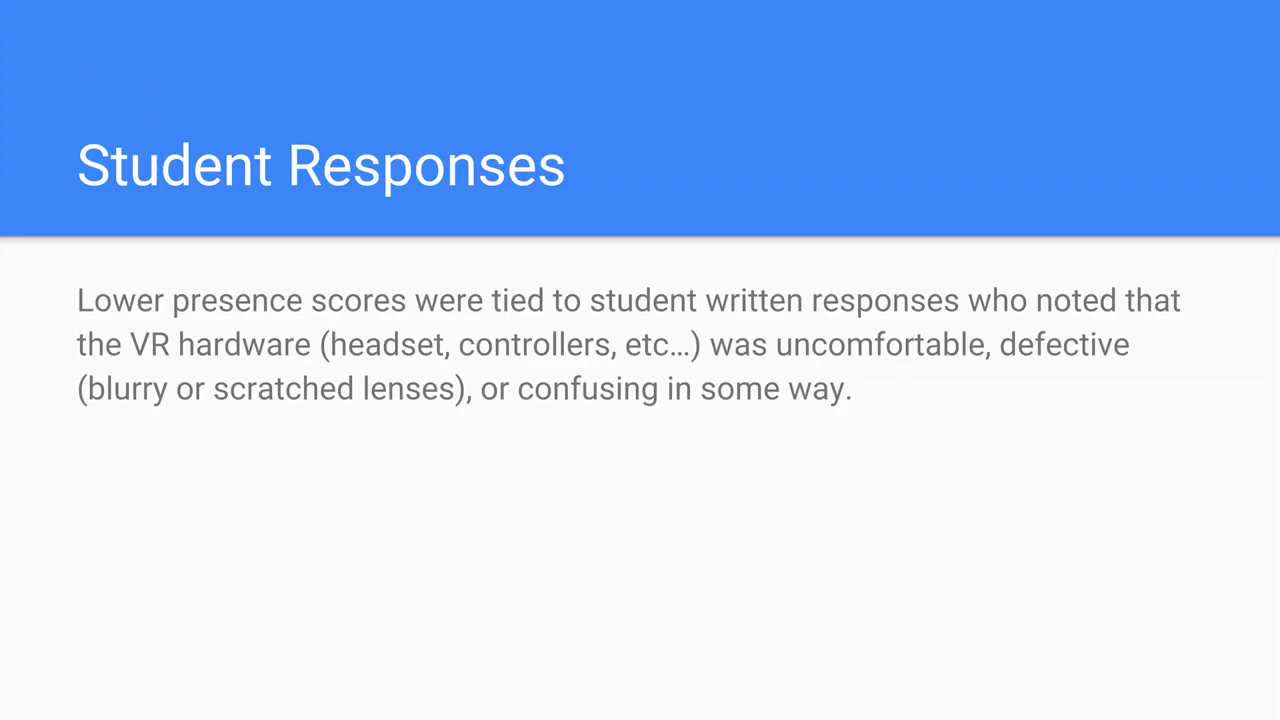 Student Responses
Lower presence scores were tied to student written responses who noted that
the VR hardware (headset, controllers, etc…) was uncomfortable, defective
(blurry or scratched lenses), or confusing in some way.